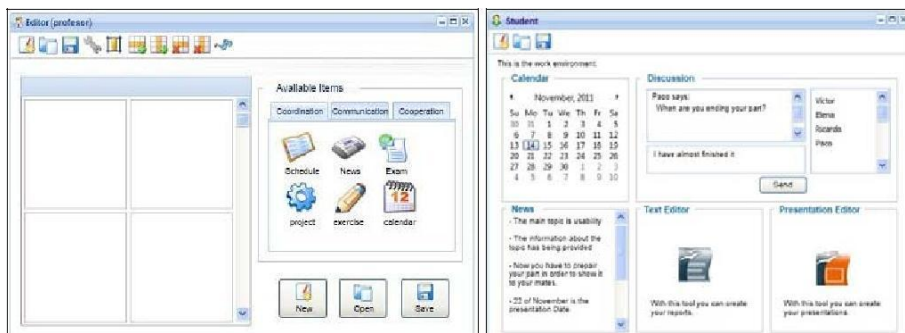 Editor (profesor)
Available Items
Coordination Communication Cooperation
Schedule News Exam
project exercise calendar
12
New Open Save
Student
This is the work environment.
Calendar
November, 2011
Su Mo Tu We Th Fr Sa
30 31 1 2 3 4 5
6 7 8 9 10 11 12
13 14 15 16 17 18 19
20 21 22 23 24 25 26
27 28 29 30 1 2 3
4 5 6 7 8 9 10
Discussion
Paco says:
When are you ending your part?
I have almost finished it
Send
Victor
Elena
Ricardo
Paco
News
- The main topic is usability
- The information about the
topic has being provided
- Now you have to prepair
your part in order to show it
to your mates.
- 22 of November is the
presentation Date
Text Editor
With this tool you can create
your reports.
Presentation Editor
With this tool you can create
your presentations.